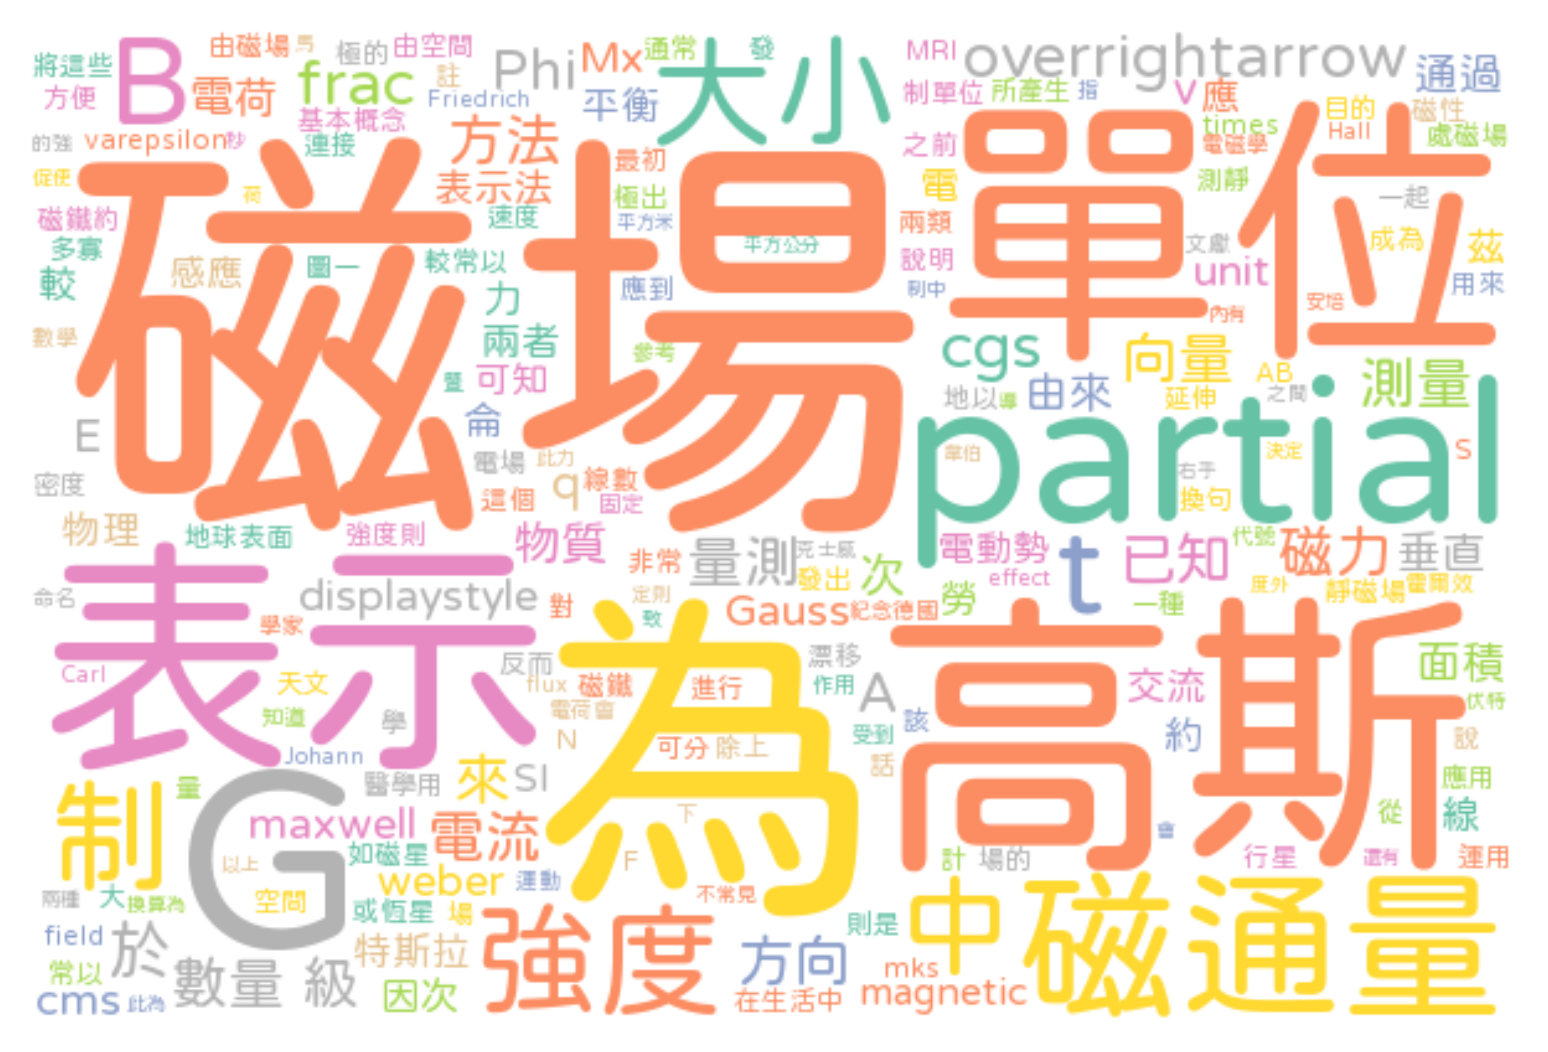 將這些
B
由磁場
馬
極的
由空間
Phi
Mx
通常
大小
發
MRI
overrightarrow
通過
方便
電荷
frac
註
Friedrich
平衡
制單位
所產生
指
V
應
目的
磁性
基本概念
的強
varepsilon
秒
連接
方法
最初
之前
times
Hall
電磁學
處磁場
促使
荷
表示法
極出
電
單位
測靜
一起
磁鐵約
磁場
速度
平方米
兩類
文獻
成為
茲
多寡
感應
圖一
較常以
平方公分
說明
unit
用來
較
力
應到
制中
內有
安培
數學
兩者
參考
cgs
向量
AB
測量
暨
可知
地以
導
由來
延伸
之間
E
侖
partial
電場
此力
線數
韋伯
右手
決定
S
密度
這個
q
固定
換句
物理
地球表面
強度則
物質
非常
量測
克士威
發出
次
電動勢
effect
t
已知
代號
磁力
垂直
命名
表示
displaystyle
對
定則
致
Gauss
紀念德國
勞
一種
度外
靜磁場
霍爾效
學家
為
高斯
Carl
天文
反而
flux
磁鐵
進行
漂移
作用
A
交流
面積
伏特
知道
學
電荷會
N
可分
除上
受到
該
約
說
Johann
話
制
量
醫學用
來
SI
應用
G
maxwell
電流
下
會
從
線
以上
如磁星
weber
運動
F
計
場的
行星
還有
運用
兩種
大
換算為
空間
或恆星
場
不常見
field
於
特斯拉
強度
方向
則是
中
磁通量
常以
數量
級
因次
mks
cms
此為
在生活中
magnetic